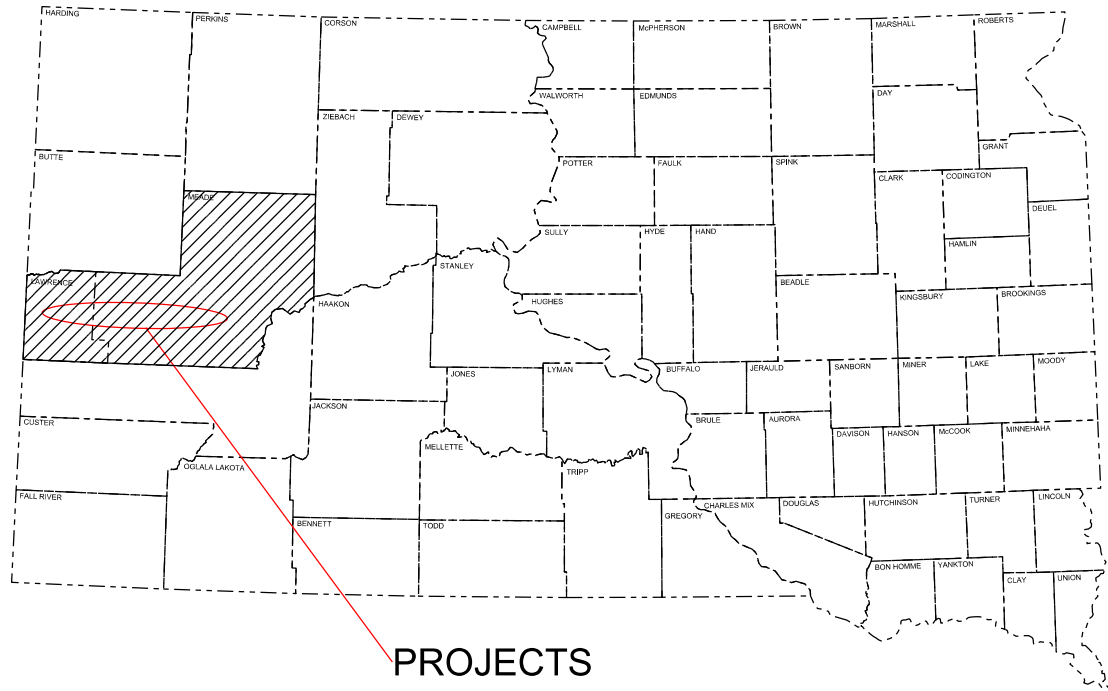 HARDING
PERKINS
CORSON
CAMPBELL
McPHERSON
BROWN
MARSHALL
ROBERTS
WALWORTH
EDMUNDS
DAY
ZIEBACH
DEWEY
GRANT
BUTTE
POTTER
FAULK
SPINK
CLARK
CODINGTON
MEADE
DEUEL
SULLY
HYDE
HAND
HAMLIN
STANLEY
LAWRENCE
BEADLE
HAAKON
HUGHES
KINGSBURY
BROOKINGS
JONES
LYMAN
BUFFALO
JERAULD
SANBORN
MINER
LAKE
MOODY
JACKSON
CUSTER
BRULE
AURORA
DAVISON
HANSON
McCOOK
MINNEHAHA
MELLETTE
OGLALA LAKOTA
TRIPP
FALL RIVER
CHARLES MIX
DOUGLAS
HUTCHINSON
TURNER
LINCOLN
GREGORY
BENNETT
TODD
BON HOMME
YANKTON
CLAY
UNION
PROJECTS